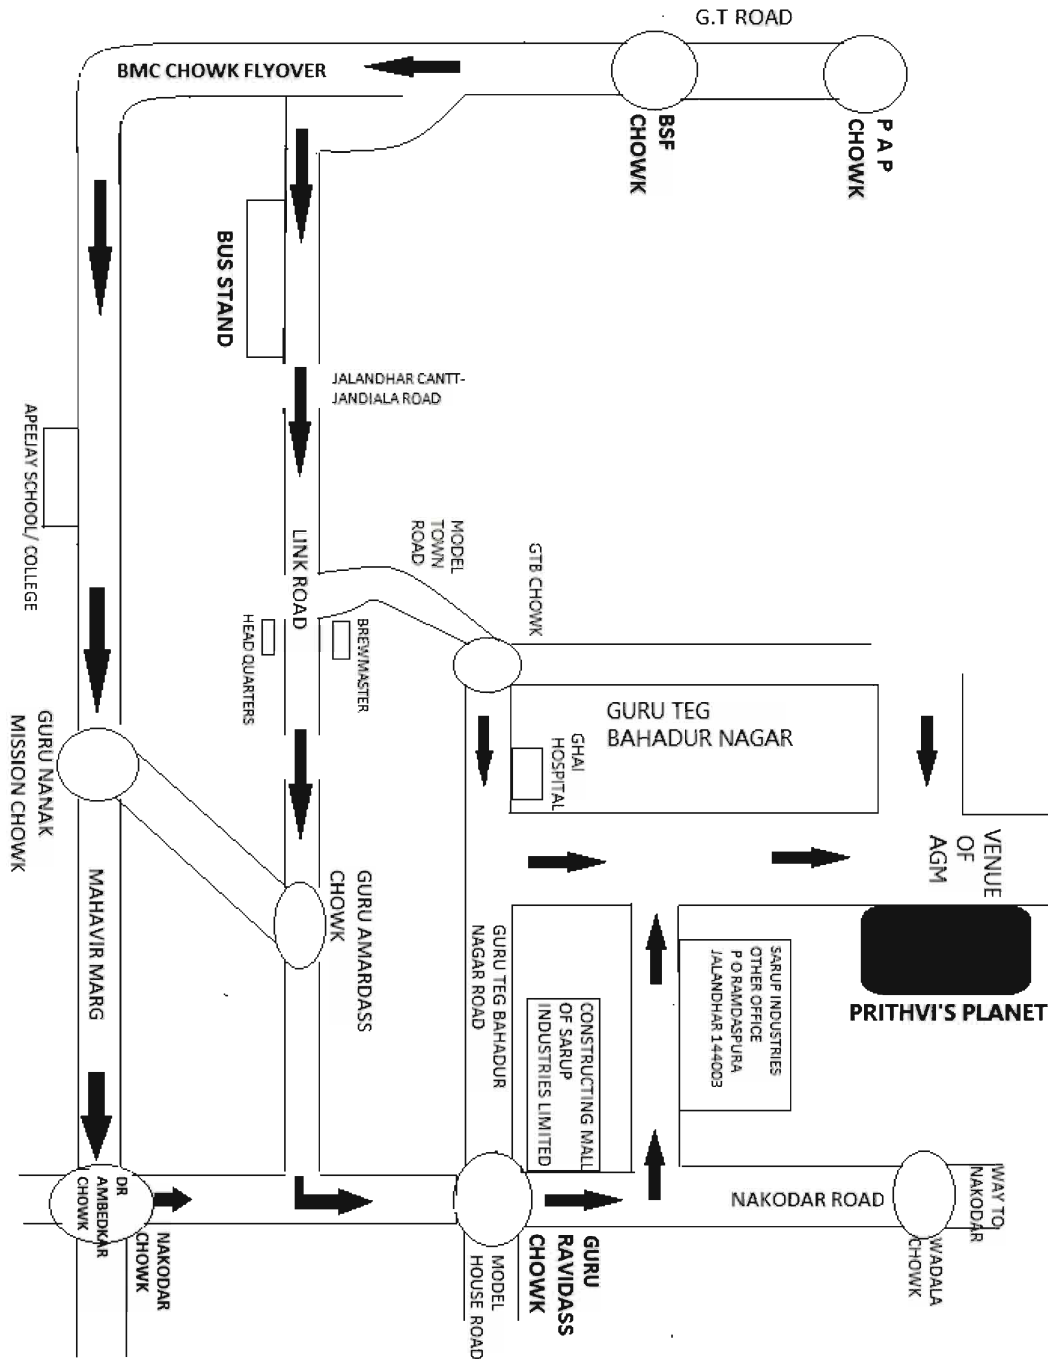 G.T ROAD
BMC CHOWK FLYOVER
BSF
CHOWK
P A P
CHOWK
BUS STAND
JALANDHAR CANTT-
JANDIALA ROAD
APEEJAY SCHOOL/ COLLEGE
LINK ROAD
MODEL
TOWN
ROAD
GTB CHOWK
HEAD QUARTERS
BREWMASTER
GURU TEG
BAHADUR NAGAR
GHAI
HOSPITAL
GURU NANAK
MISSION CHOWK
VENUE
OF
AGM
MAHAVIR MARG
GURU AMARDASS
CHOWK
GURU TEG BAHADUR
NAGAR ROAD
CONSTRUCTING MALL
OF SARUP
INDUSTRIES LIMITED
SARUP INDUSTRIES
OTHER OFFICE
P O RAMDASPURA
JALANDHAR 144003
PRITHVI'S PLANET
DR
AMBEDKAR
CHOWK
NAKODAR
CHOWK
MODEL
HOUSE ROAD
GURU
RAVIDASS
CHOWK
NAKODAR ROAD
WADALA
CHOWK
WAY TO
NAKODAR